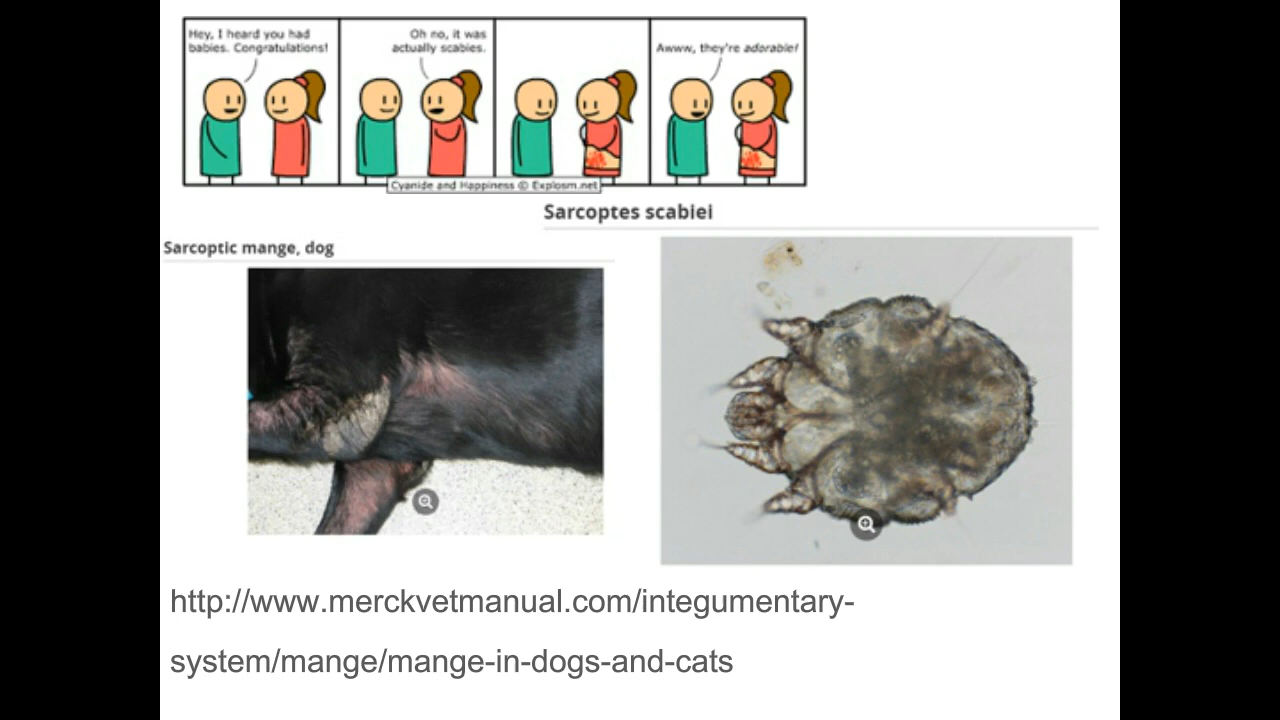 Hey, I heard you had
babies. Congratulations!
Oh no, it was
actually scabies.
Awww, they're adorable!
Cyanide and Happiness © Explosm.net
Sarcoptes scabiei
Sarcoptic mange, dog
http://www.merckvetmanual.com/integumentary-
system/mange/mange-in-dogs-and-cats